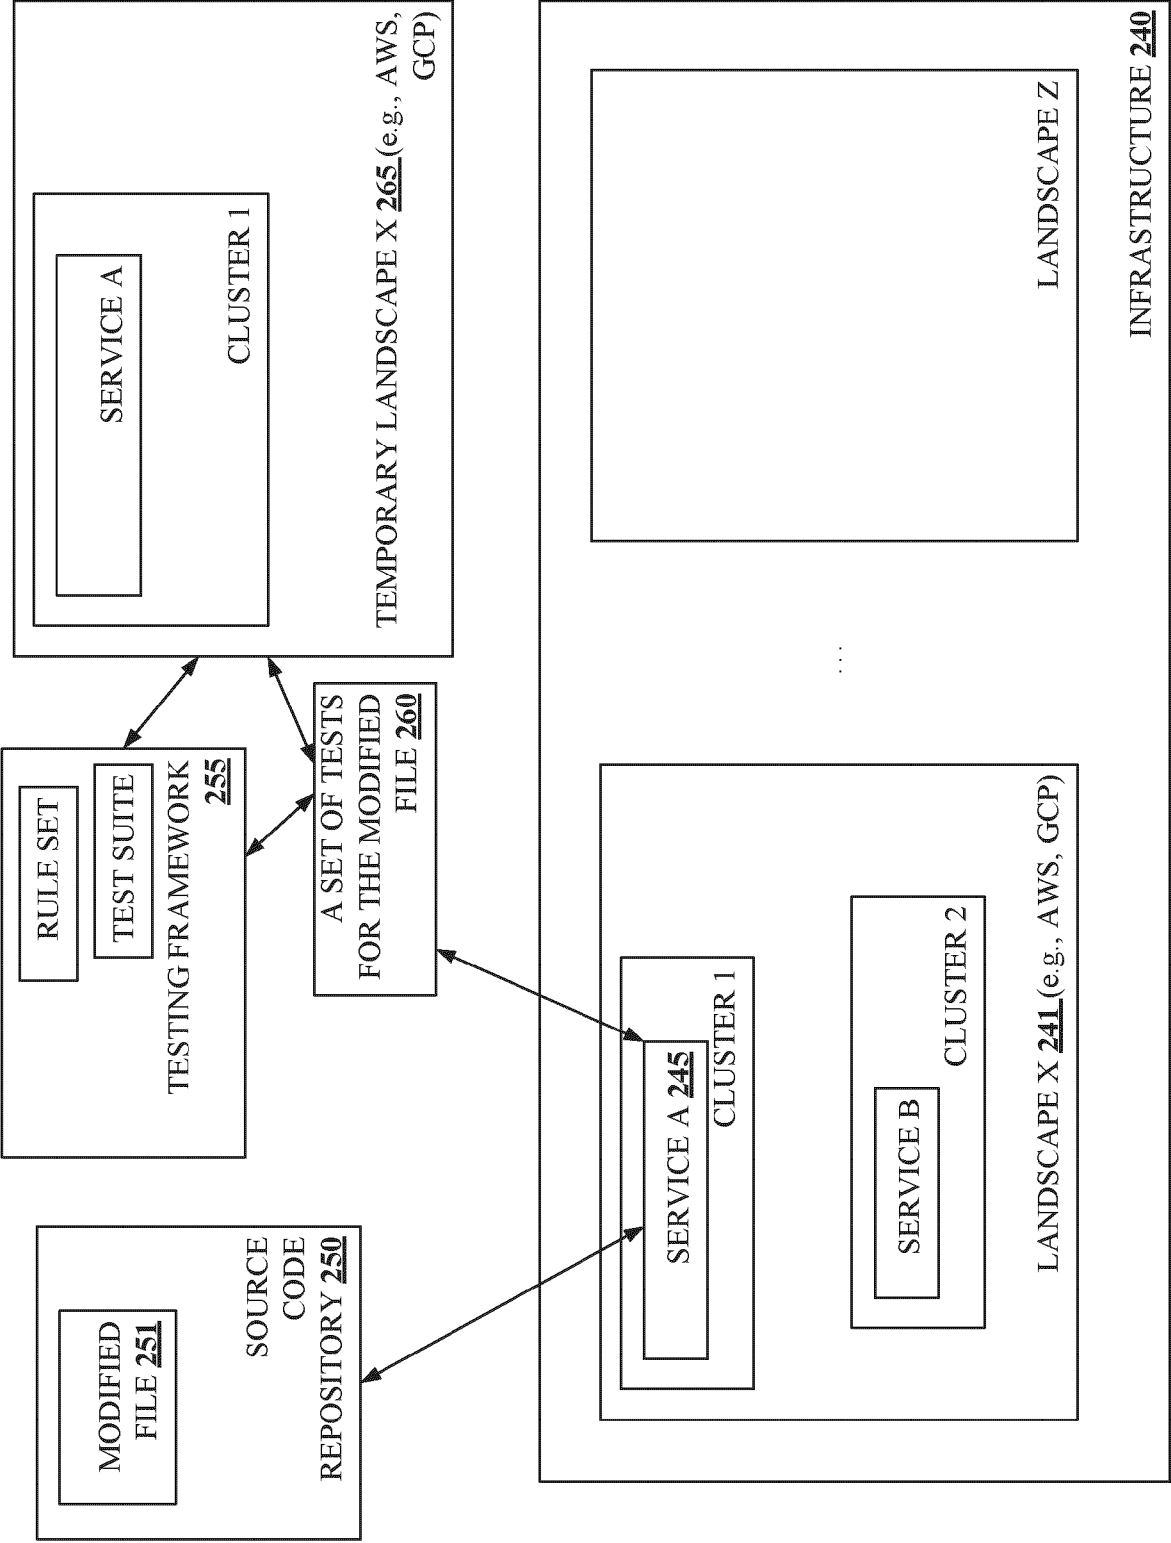 MODIFIED
FILE 251
SOURCE
CODE
REPOSITORY 250
RULE SET
TEST SUITE
TESTING FRAMEWORK
255
A SET OF TESTS
FOR THE MODIFIED
FILE 260
SERVICE A
CLUSTER 1
TEMPORARY LANDSCAPE X 265 (e.g., AWS,
GCP)
SERVICE A 245
CLUSTER 1
SERVICE B
CLUSTER 2
LANDSCAPE X 241 (e.g., AWS, GCP)
...
LANDSCAPE Z
INFRASTRUCTURE 240